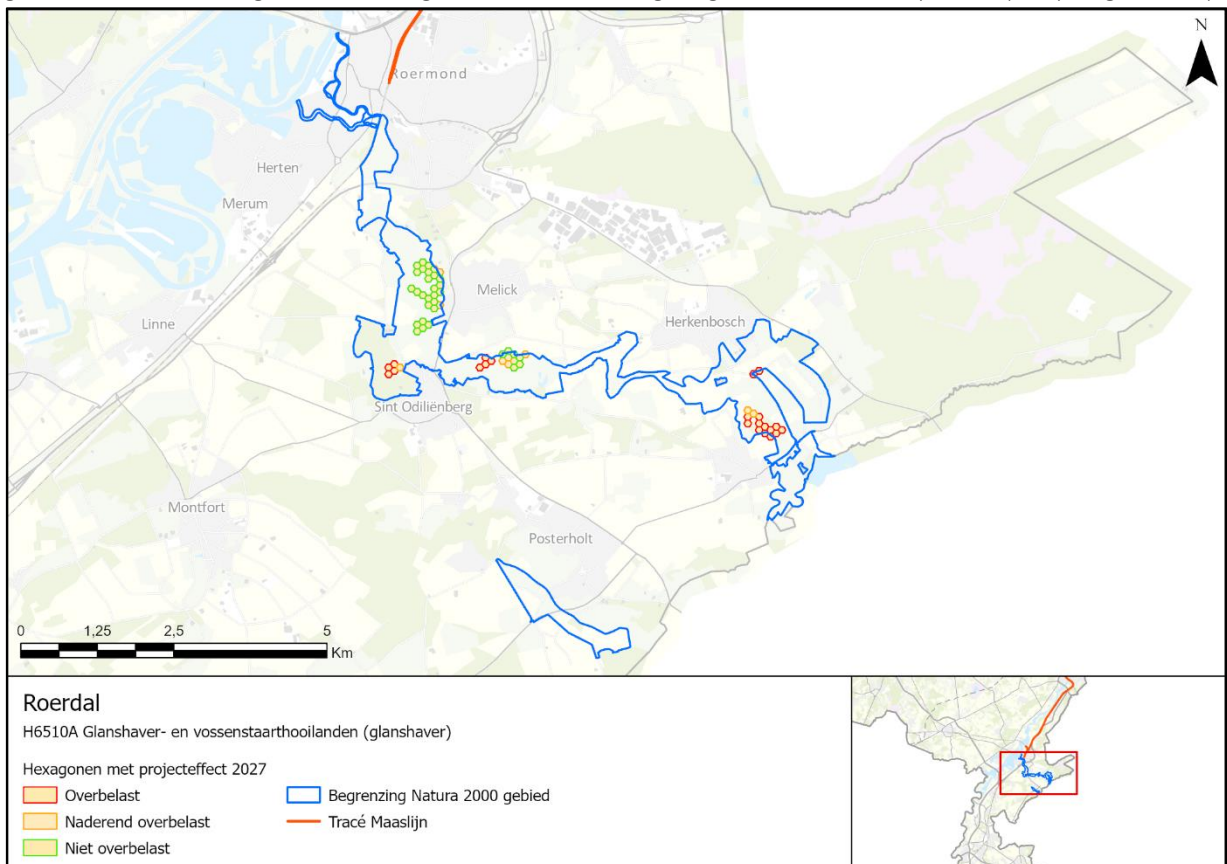 N
Roermond
Herten
Merum
Linne
Melick
Herkenbosch
Sint Odiliënberg
Montfort
Posterholt
0 1,25 2,5 5
Km
Roerdal
H6510A Glanshaver- en vossenstaarthooilanden (glanshaver)
Hexagonen met projecteffect 2027
Overbelast
Naderend overbelast
Niet overbelast
Begrenzing Natura 2000 gebied
Tracé Maaslijn